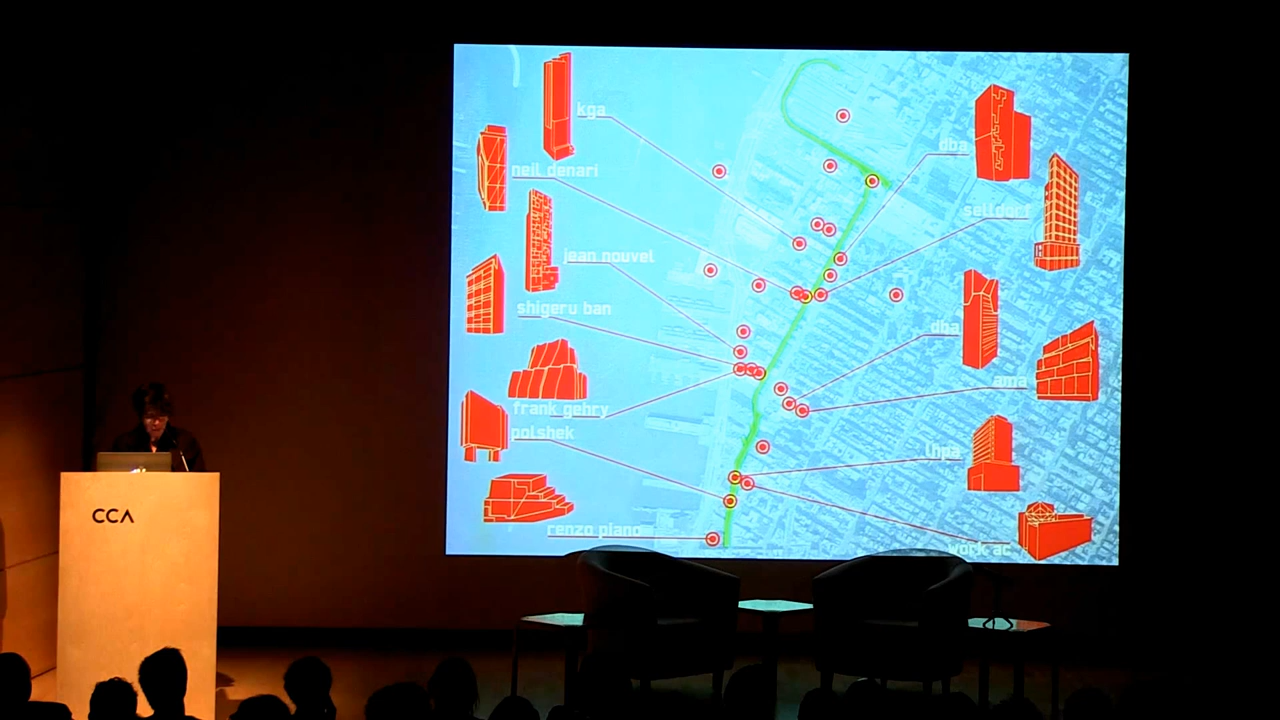 kga
neil denari
jean nouvel
shigeru ban
frank gehry
polshek
renzo piano
dba
selldorf
dba
ama
lhpa
work ac
CCA